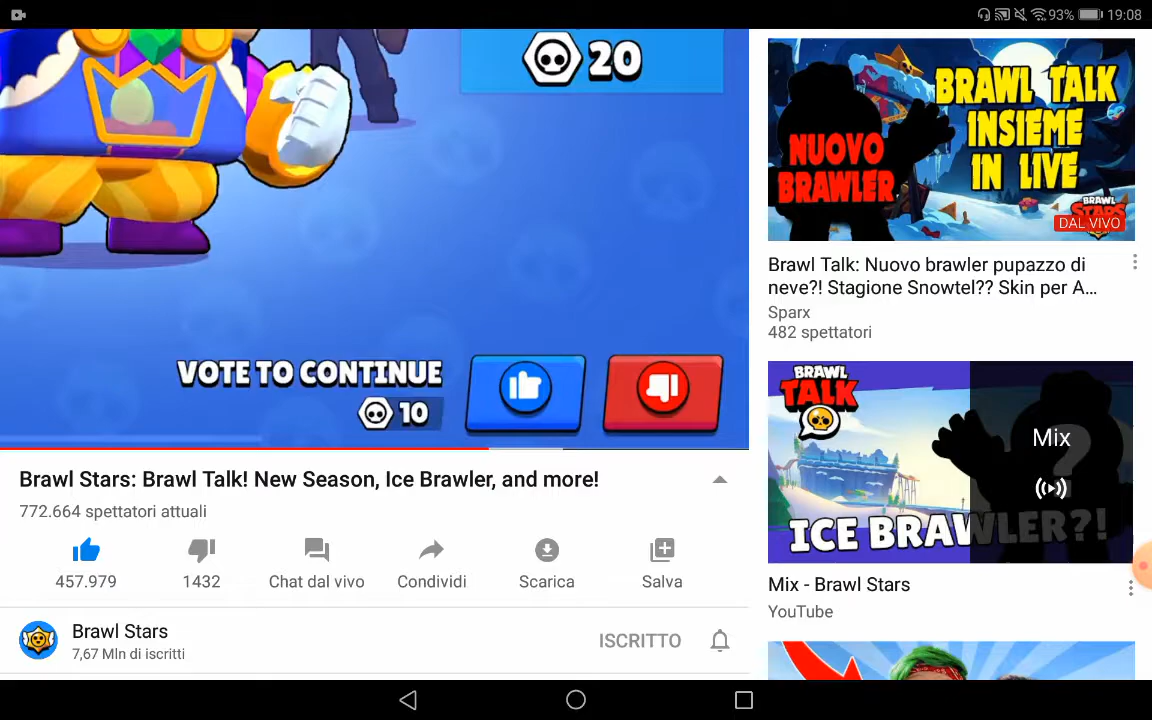 93% 19:08
20
VOTE TO CONTINUE
10
Brawl Stars: Brawl Talk! New Season, Ice Brawler, and more!
772.664 spettatori attuali
457.979
1432
Chat dal vivo
Condividi
Scarica
Salva
Brawl Stars
7,67 Mln di iscritti
ISCRITTO
BRAWL TALK
INSIEME
IN LIVE
NUOVO
BRAWLER
BRAWL
STARS
DAL VIVO
Brawl Talk: Nuovo brawler pupazzo di
neve?! Stagione Snowtel?? Skin per A...
Sparx
482 spettatori
BRAWL
TALK
Mix
?
ICE BRAWLER?!
Mix - Brawl Stars
YouTube